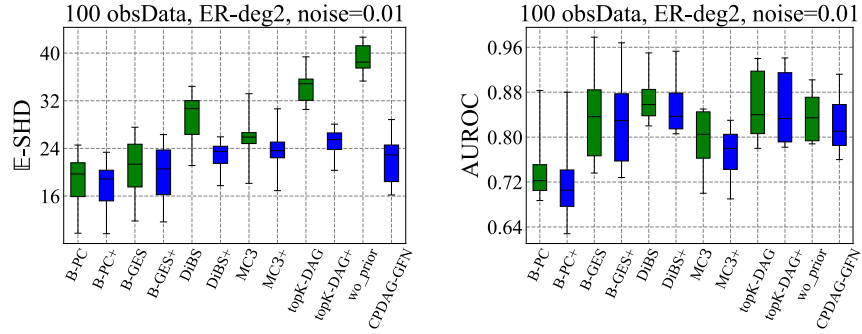 100 obsData, ER-deg2, noise=0.01
𝔼-SHD
40
32
24
16
B-PC
B-PC+
B-GES
B-GES+
DiBS
DiBS+
MC3
MC3+
topK-DAG
topK-DAG+
wo_prior
CPDAG-GFN
100 obsData, ER-deg2, noise=0.01
AUROC
0.96
0.88
0.80
0.72
0.64
B-PC
B-PC+
B-GES
B-GES+
DiBS
DiBS+
MC3
MC3+
topK-DAG
topK-DAG+
wo_prior
CPDAG-GFN